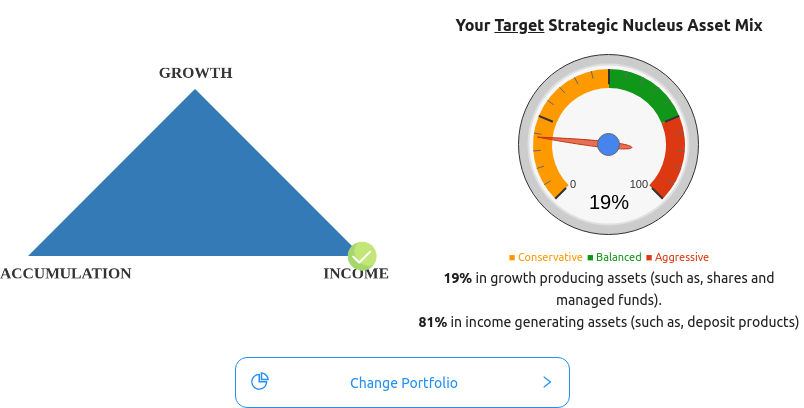 Your Target Strategic Nucleus Asset Mix
GROWTH
ACCUMULATION
INCOME
0
100
19%
Conservative Balanced Aggressive
19% in growth producing assets (such as, shares and
managed funds).
81% in income generating assets (such as, deposit products)
Change Portfolio